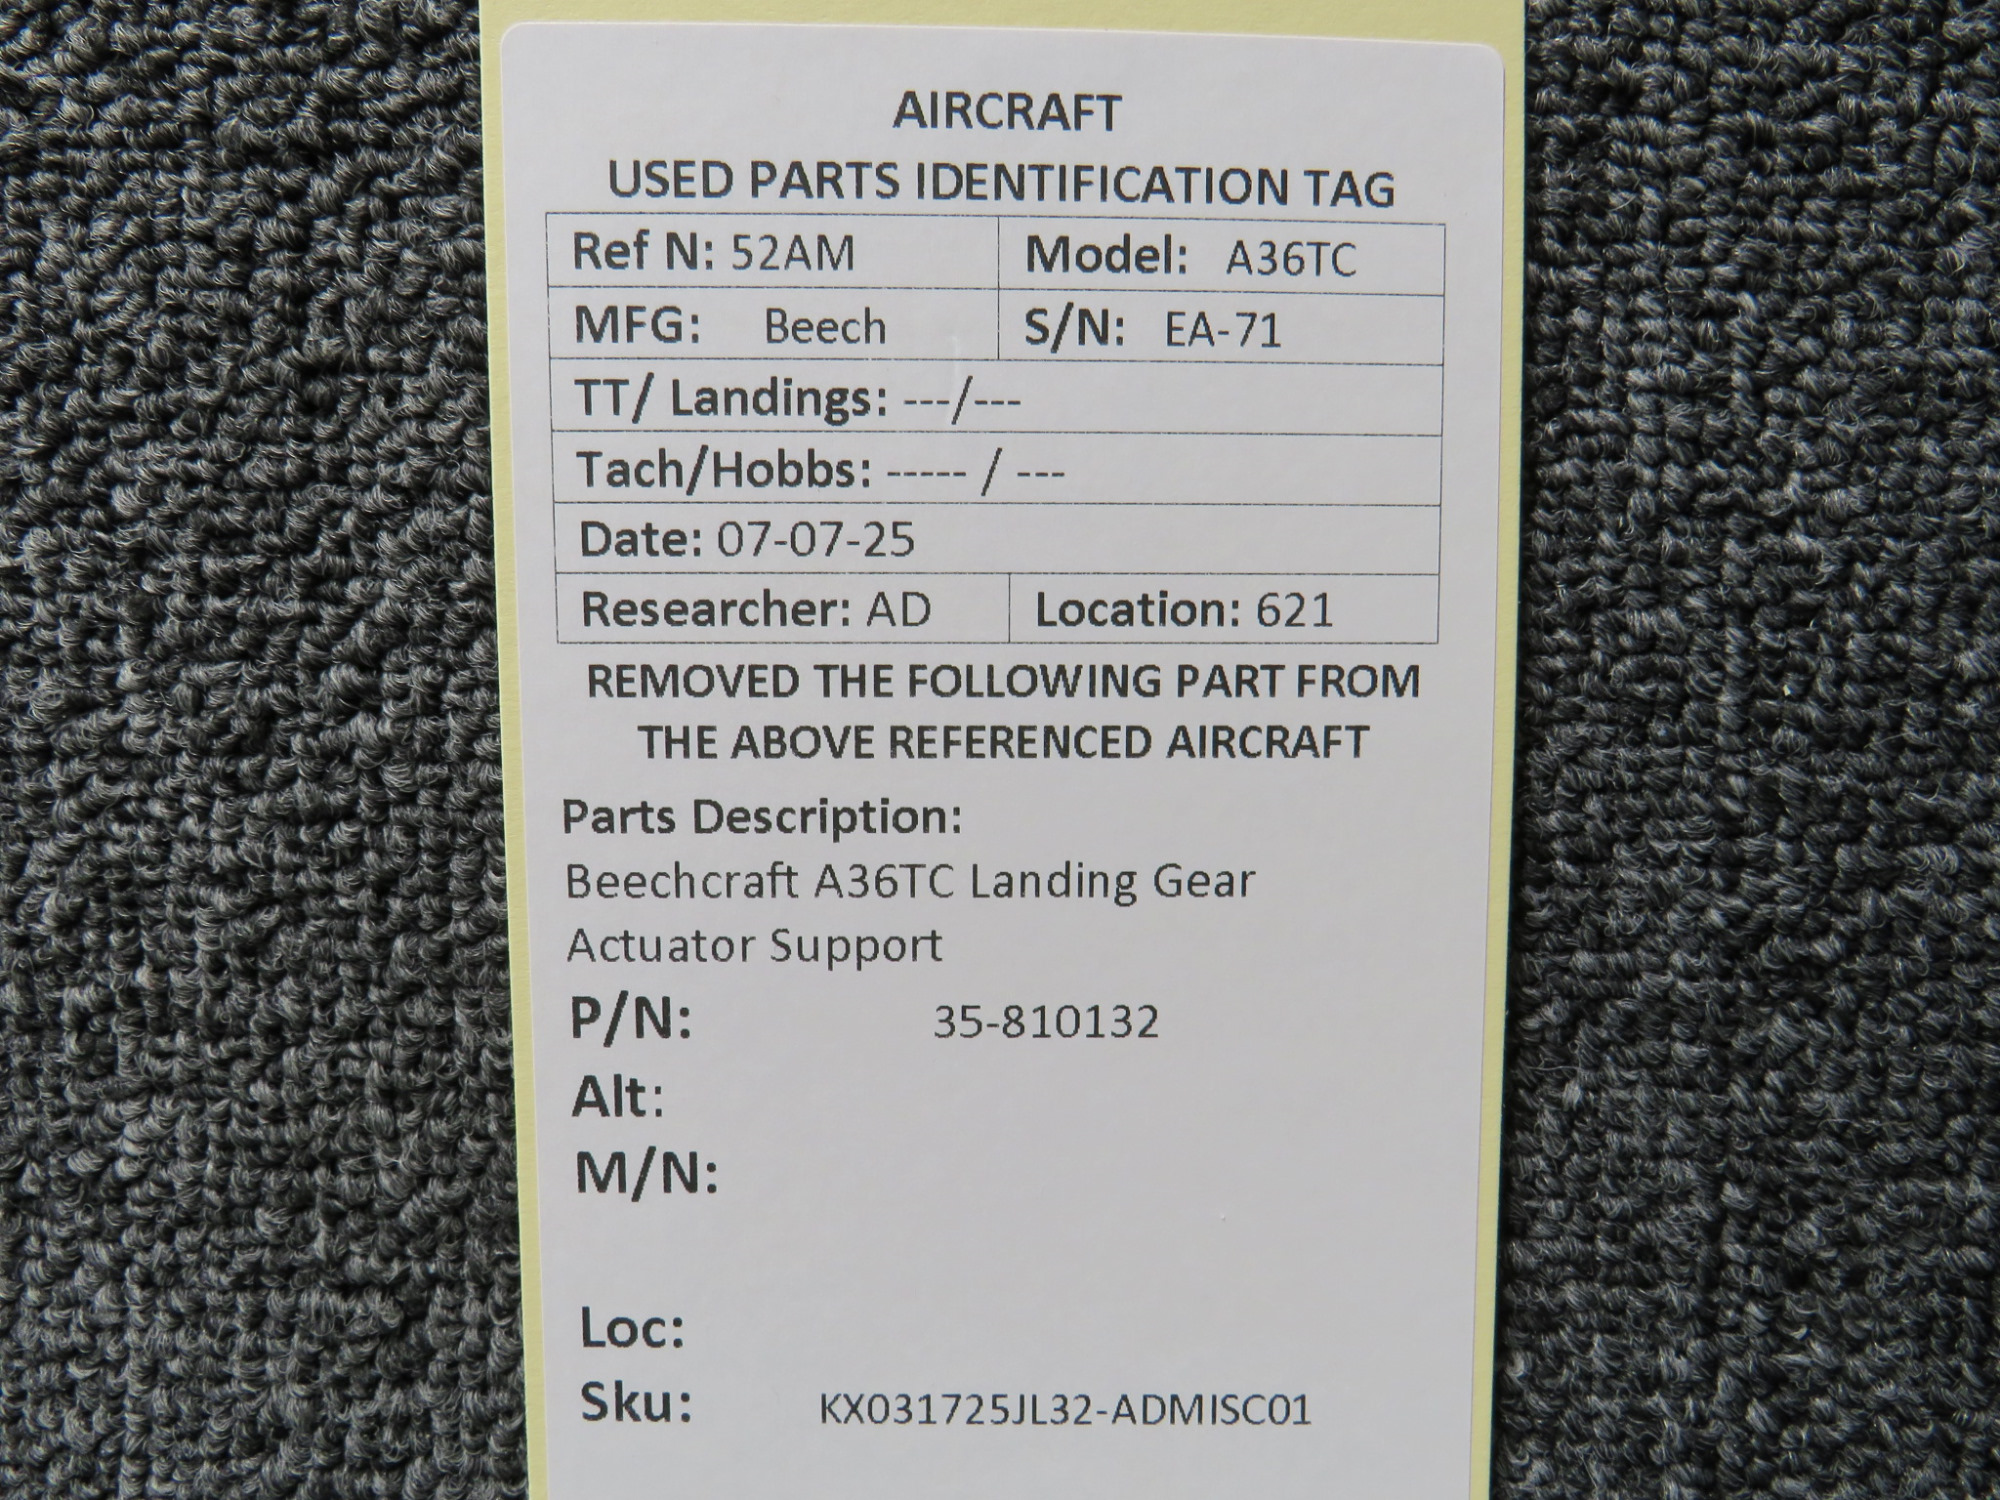 AIRCRAFT
USED PARTS IDENTIFICATION TAG
Ref N: 52AM Model: A36TC
MFG: Beech S/N: EA-71
TT/ Landings: ---/---
Tach/Hobbs: ----- / ---
Date: 07-07-25
Researcher: AD Location: 621
REMOVED THE FOLLOWING PART FROM
THE ABOVE REFERENCED AIRCRAFT
Parts Description:
Beechcraft A36TC Landing Gear
Actuator Support
P/N: 35-810132
Alt:
M/N:
Loc:
Sku: KX031725JL32-ADMISC01